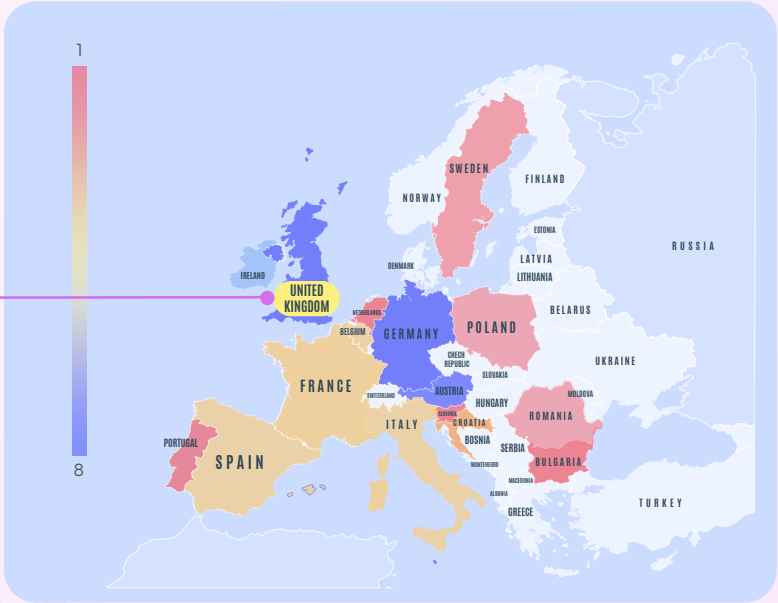 1
SWEDEN
FINLAND
NORWAY
ESTONIA
RUSSIA
LATVIA
DENMARK
IRELAND
LITHUANIA
UNITED
KINGDOM
NETHERLANDS
BELARUS
BELGIUM
GERMANY
POLAND
CHECH
REPUBLIC
UKRAINE
SLOVAKIA
FRANCE
SWITZERLAND
AUSTRIA
MOLDOVA
HUNGARY
SLOVENIA
ROMANIA
ITALY
CROATIA
PORTUGAL
BOSNIA
SERBIA
SPAIN
MONTENEGRO
BULGARIA
8
MACEDONIA
ALBANIA
TURKEY
GREECE